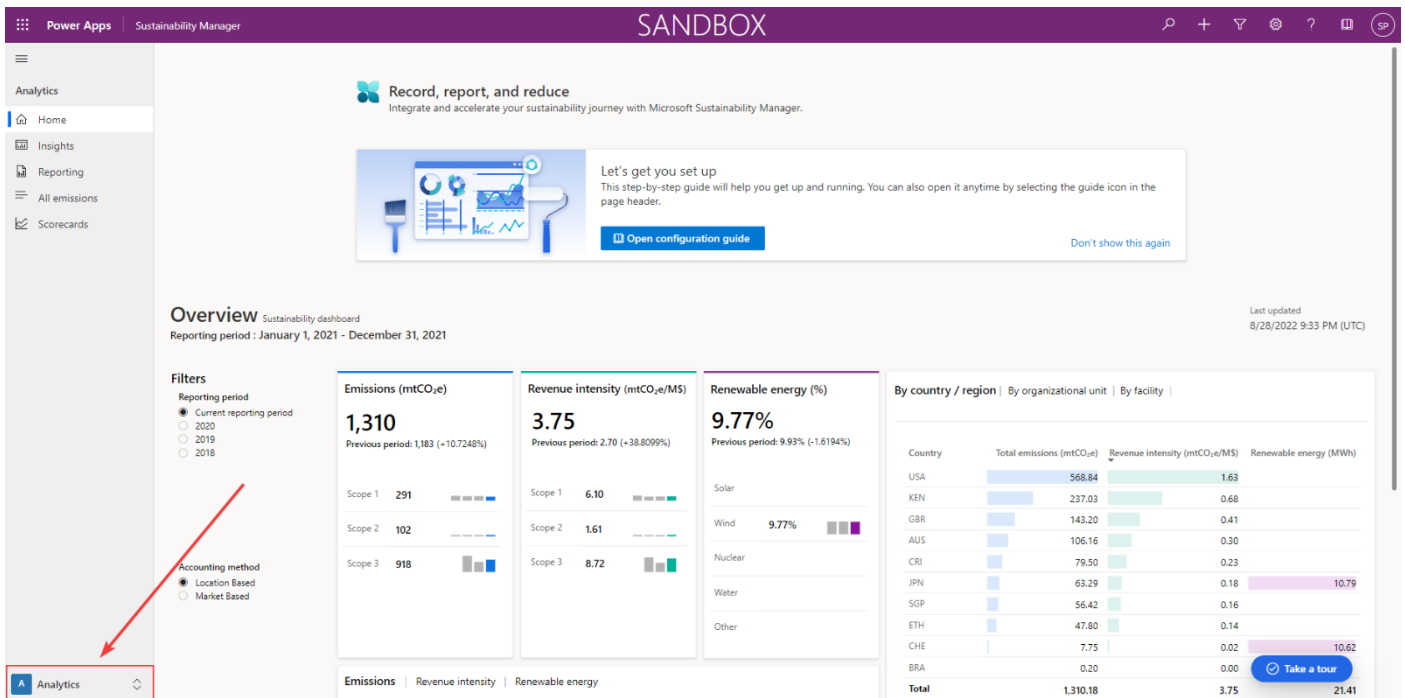 Power Apps Sustainability Manager SANDBOX SP
Analytics
Home
Insights
Reporting
All emissions
Scorecards
Record, report, and reduce
Integrate and accelerate your sustainability journey with Microsoft Sustainability Manager.
Let's get you set up
This step-by-step guide will help you get up and running. You can also open it anytime by selecting the guide icon in the
page header.
Open configuration guide
Don't show this again
Overview Sustainability dashboard
Reporting period : January 1, 2021 - December 31, 2021
Last updated
8/28/2022 9:33 PM (UTC)
Filters
Reporting period
Current reporting period
2020
2019
2018
Accounting method
Location Based
Market Based
Emissions (mtCO₂e)
1,310
Previous period: 1,183 (+10.7248%)
Scope 1 291
Scope 2 102
Scope 3 918
Revenue intensity (mtCO₂e/M$)
3.75
Previous period: 2.70 (+38.8099%)
Scope 1 6.10
Scope 2 1.61
Scope 3 8.72
Renewable energy (%)
9.77%
Previous period: 9.93% (-1.6194%)
Solar
Wind 9.77%
Nuclear
Water
Other
By country / region | By organizational unit | By facility |
Country Total emissions (mtCO₂e) Revenue intensity (mtCO₂e/M$) Renewable energy (MWh)
USA 568.84 1.63
KEN 237.03 0.68
GBR 143.20 0.41
AUS 106.16 0.30
CRI 79.50 0.23
JPN 63.29 0.18 10.79
SGP 56.42 0.16
ETH 47.80 0.14
CHE 7.75 0.02 10.62
BRA 0.20 0.00
Total 1,310.18 3.75 21.41
Take a tour
Emissions | Revenue intensity | Renewable energy
A Analytics